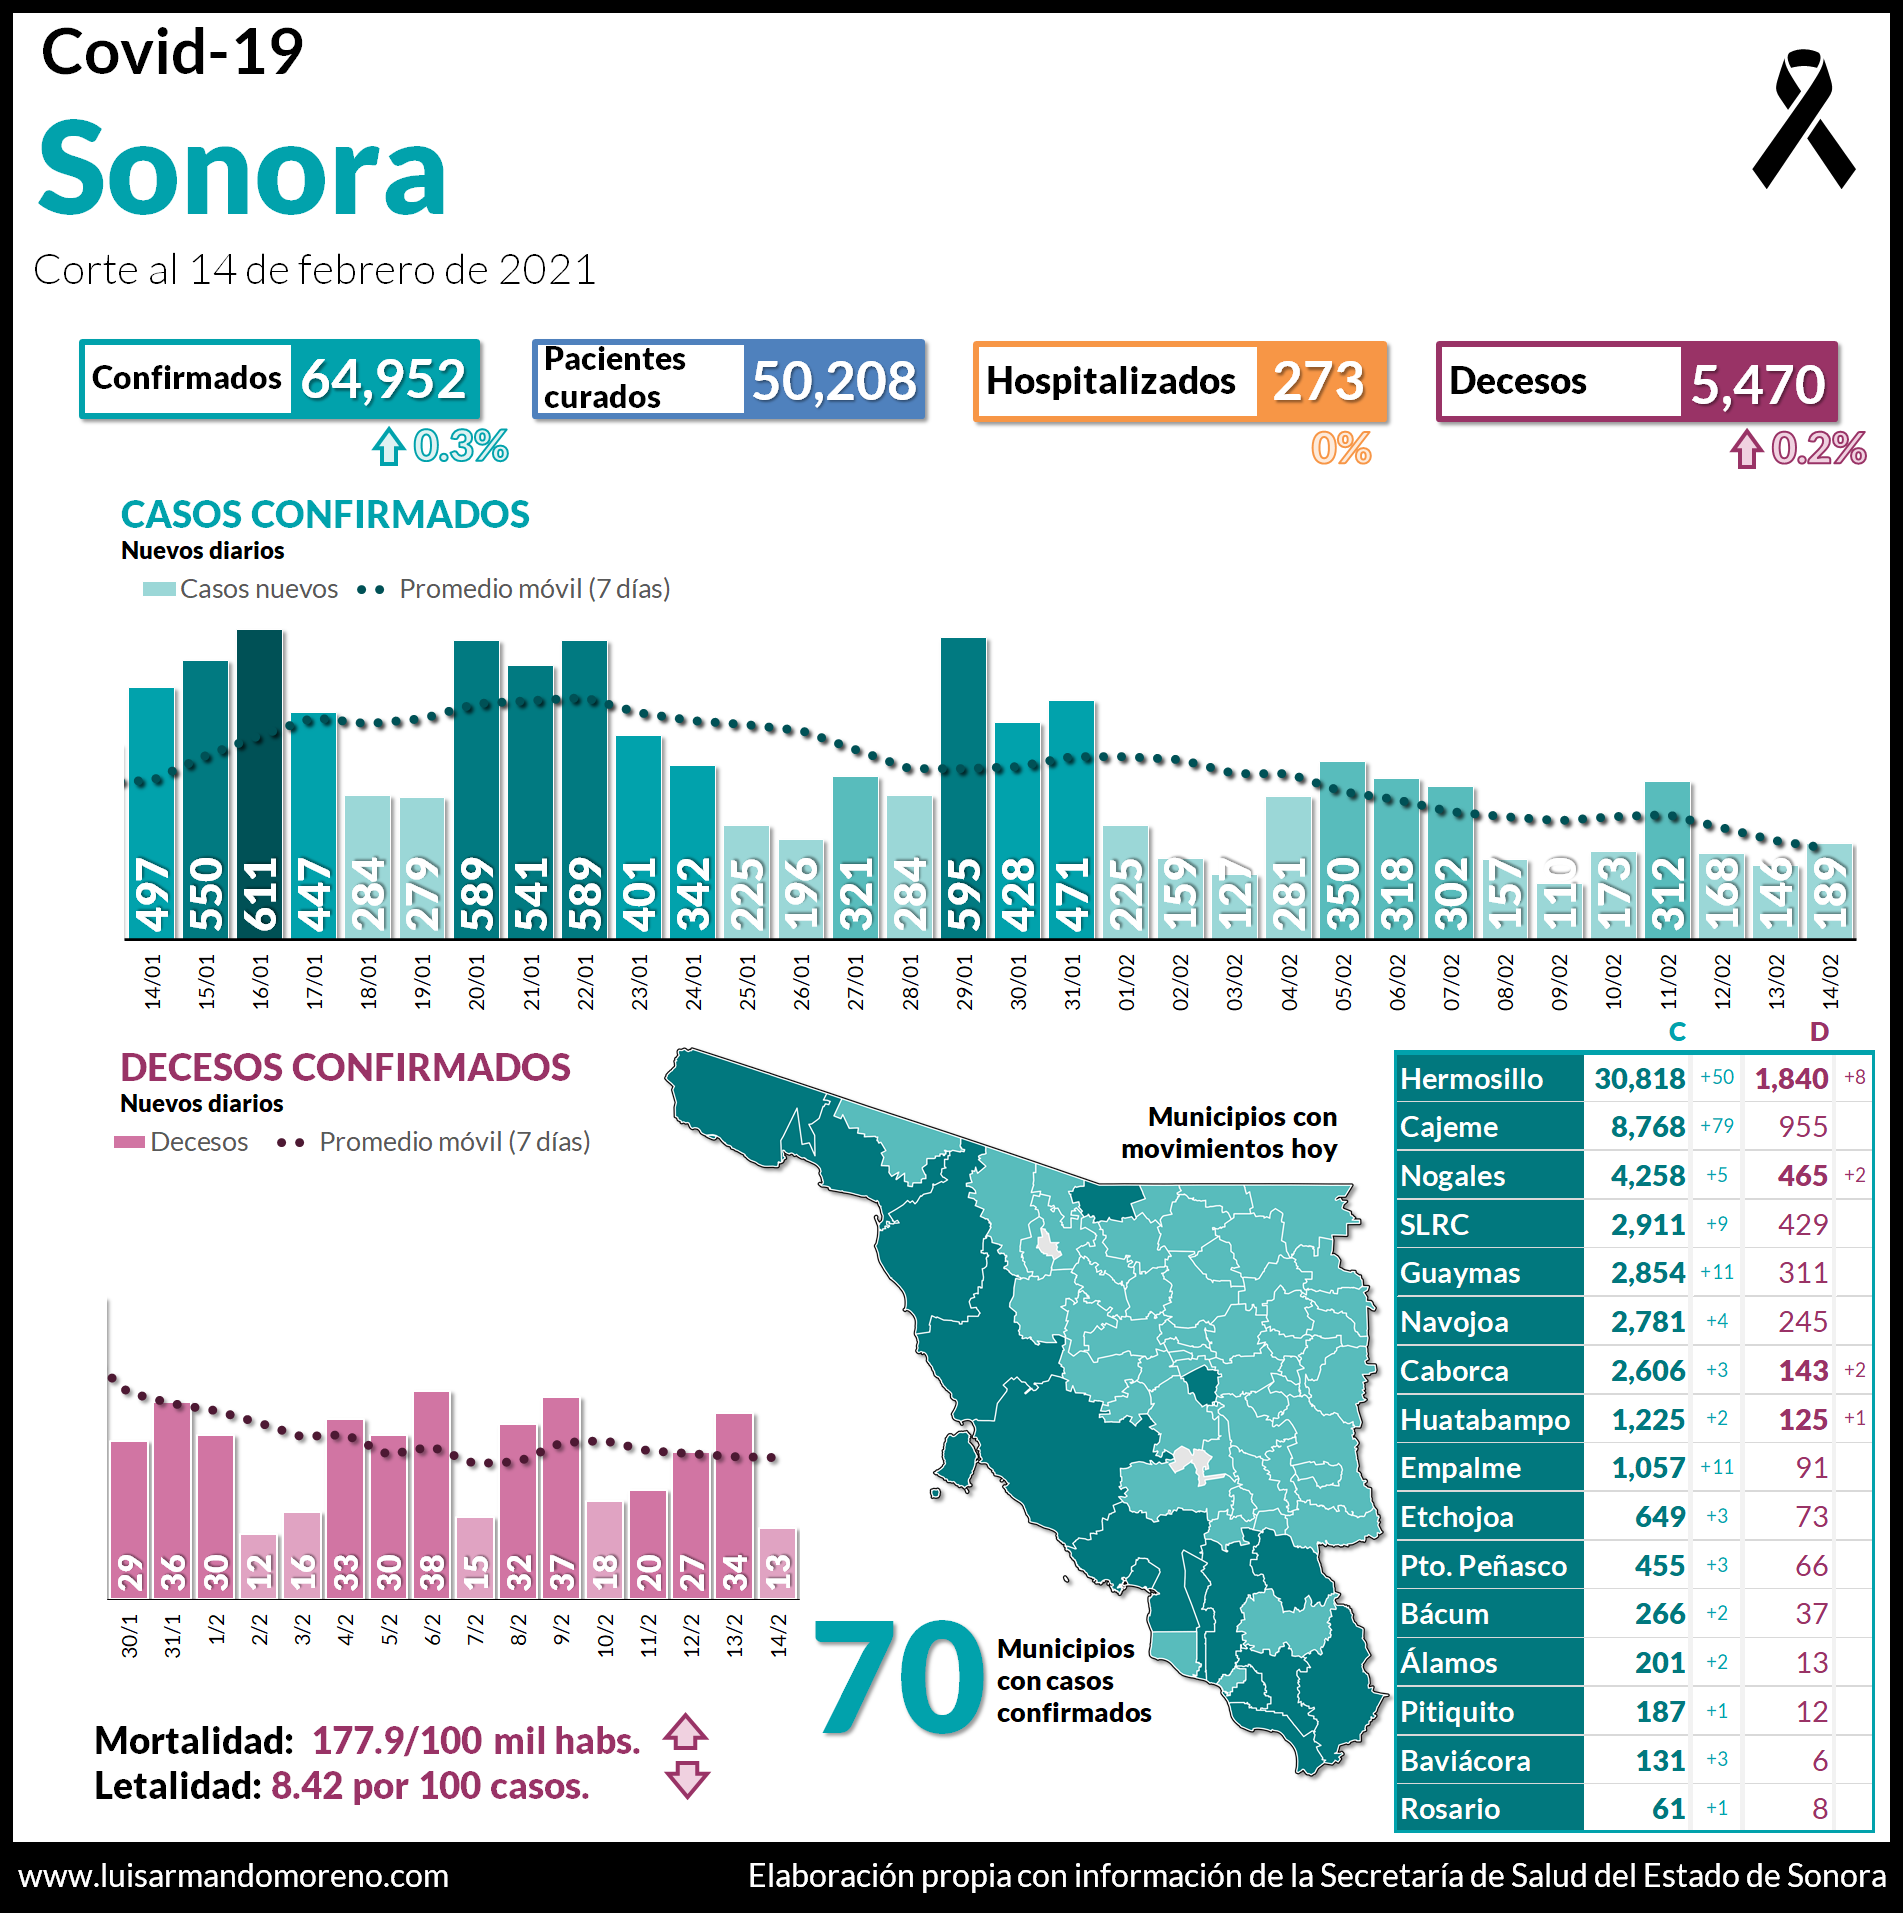 Covid-19
Sonora
Corte al 14 de febrero de 2021
Confirmados 64,952
0.3%
Pacientes
curados
50,208
Hospitalizados 273
0%
Decesos 5,470
0.2%
CASOS CONFIRMADOS
Nuevos diarios
Casos nuevos Promedio móvil (7 días)
497 550 611 447 284 279 589 541 589 401 342 225 196 321 284 595 428 471 225 159 127 281 350 318 302 157 110 173 312 168 146 189
14/01 15/01 16/01 17/01 18/01 19/01 20/01 21/01 22/01 23/01 24/01 25/01 26/01 27/01 28/01 29/01 30/01 31/01 01/02 02/02 03/02 04/02 05/02 06/02 07/02 08/02 09/02 10/02 11/02 12/02 13/02 14/02
DECESOS CONFIRMADOS
Nuevos diarios
Decesos Promedio móvil (7 días)
29 36 30 12 16 33 30 38 15 32 37 18 20 27 34 13
30/1 31/1 1/2 2/2 3/2 4/2 5/2 6/2 7/2 8/2 9/2 10/2 11/2 12/2 13/2 14/2
Municipios con
movimientos hoy
70
Municipios
con casos
confirmados
Mortalidad: 177.9/100 mil habs.
Letalidad: 8.42 por 100 casos.
C D
Hermosillo 30,818 +50 1,840 +8
Cajeme 8,768 +79 955
Nogales 4,258 +5 465 +2
SLRC 2,911 +9 429
Guaymas 2,854 +11 311
Navojoa 2,781 +4 245
Caborca 2,606 +3 143 +2
Huatabampo 1,225 +2 125 +1
Empalme 1,057 +11 91
Etchojoa 649 +3 73
Pto. Peñasco 455 +3 66
Bácum 266 +2 37
Álamos 201 +2 13
Pitiquito 187 +1 12
Baviácora 131 +3 6
Rosario 61 +1 8
www.luisarmandomoreno.com
Elaboración propia con información de la Secretaría de Salud del Estado de Sonora